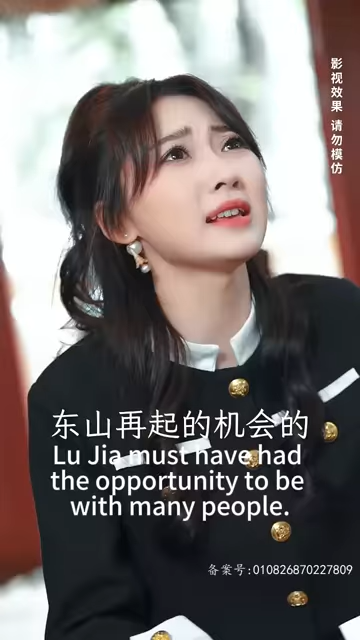 影视效果 请勿模仿
东山再起的机会的
Lu Jia must have had
the opportunity to be
with many people.
备案号:010826870227809